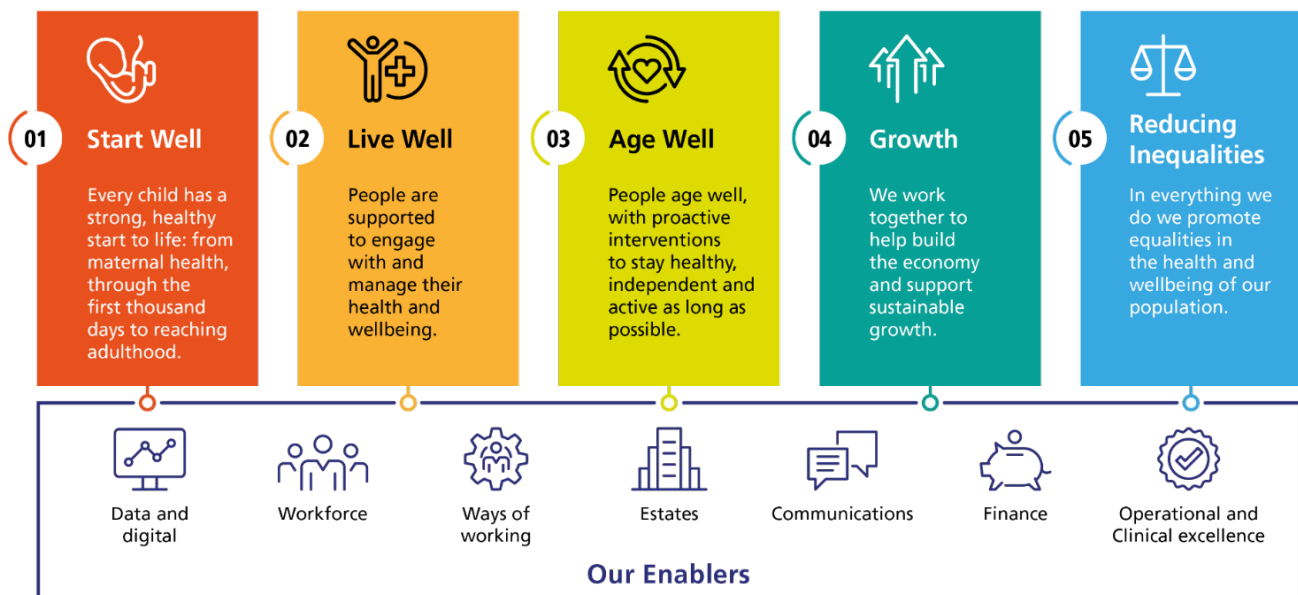 01
Start Well
Every child has a
strong, healthy
start to life: from
maternal health,
through the
first thousand
days to reaching
adulthood.
02
Live Well
People are
supported
to engage
with and
manage their
health and
wellbeing.
03
Age Well
People age well,
with proactive
interventions
to stay healthy,
independent and
active as long as
possible.
04
Growth
We work
together to
help build
the economy
and support
sustainable
growth.
05
Reducing
Inequalities
In everything we
do we promote
equalities in
the health and
wellbeing of our
population.
Data and
digital
Workforce
Ways of
working
Estates
Communications
Finance
Operational and
Clinical excellence
Our Enablers